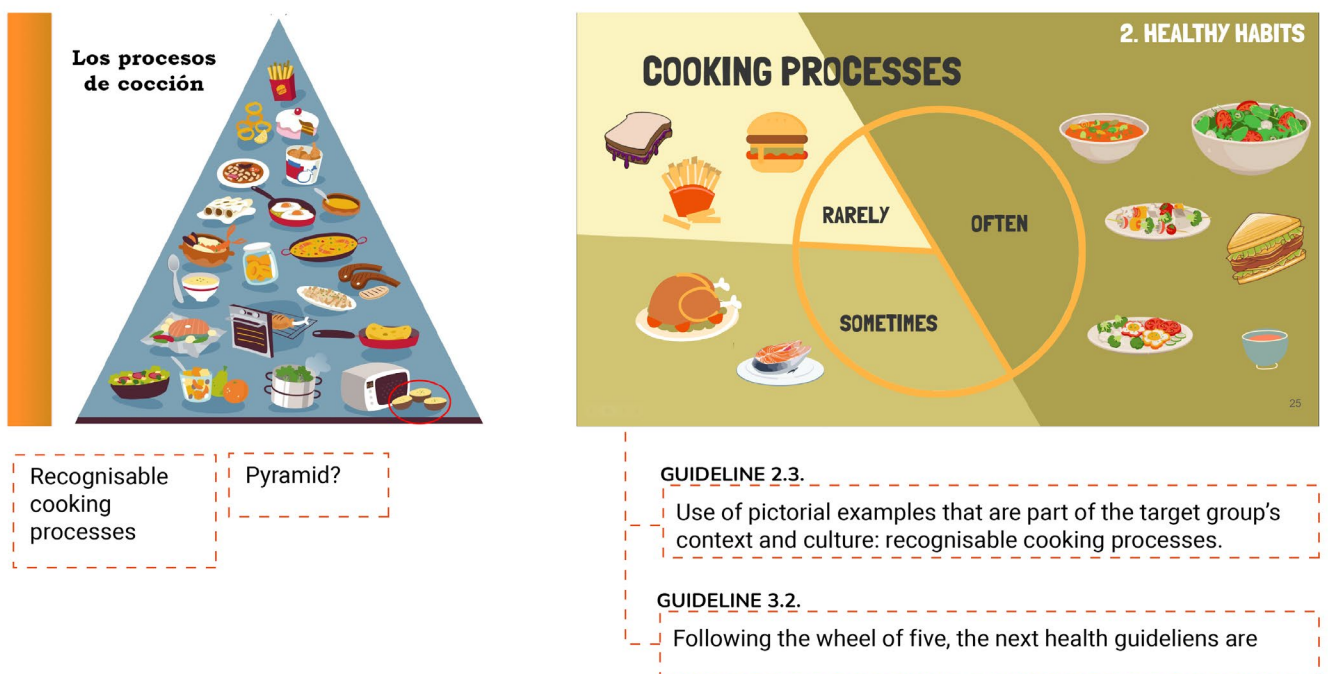 Los procesos
de cocción
2. HEALTHY HABITS
COOKING PROCESSES
RARELY
OFTEN
SOMETIMES
25
Recognisable
cooking
processes
Pyramid?
GUIDELINE 2.3.
Use of pictorial examples that are part of the target group's
context and culture: recognisable cooking processes.
GUIDELINE 3.2.
Following the wheel of five, the next health guideliens are